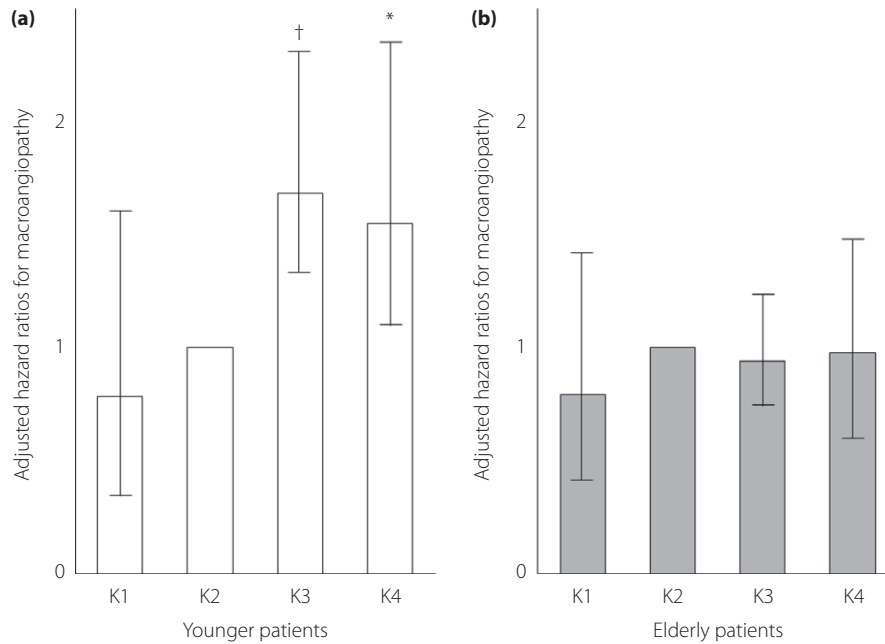 (a)
Adjusted hazard ratios for macroangiopathy
2
1
0
†
*
K1 K2 K3 K4
Younger patients
(b)
Adjusted hazard ratios for macroangiopathy
2
1
0
K1 K2 K3 K4
Elderly patients